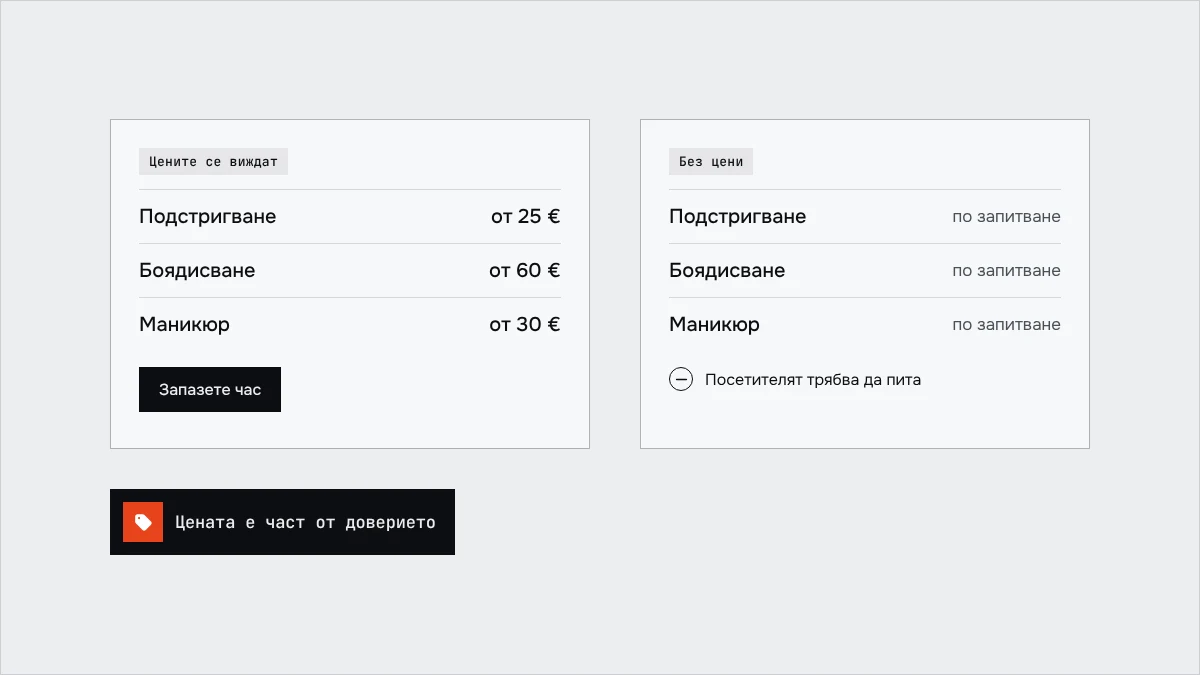 Цените се виждат
Подстригване от 25 €
Боядисване от 60 €
Маникюр от 30 €
Запазете час
Без цени
Подстригване по запитване
Боядисване по запитване
Маникюр по запитване
Посетителят трябва да пита
Цената е част от доверието